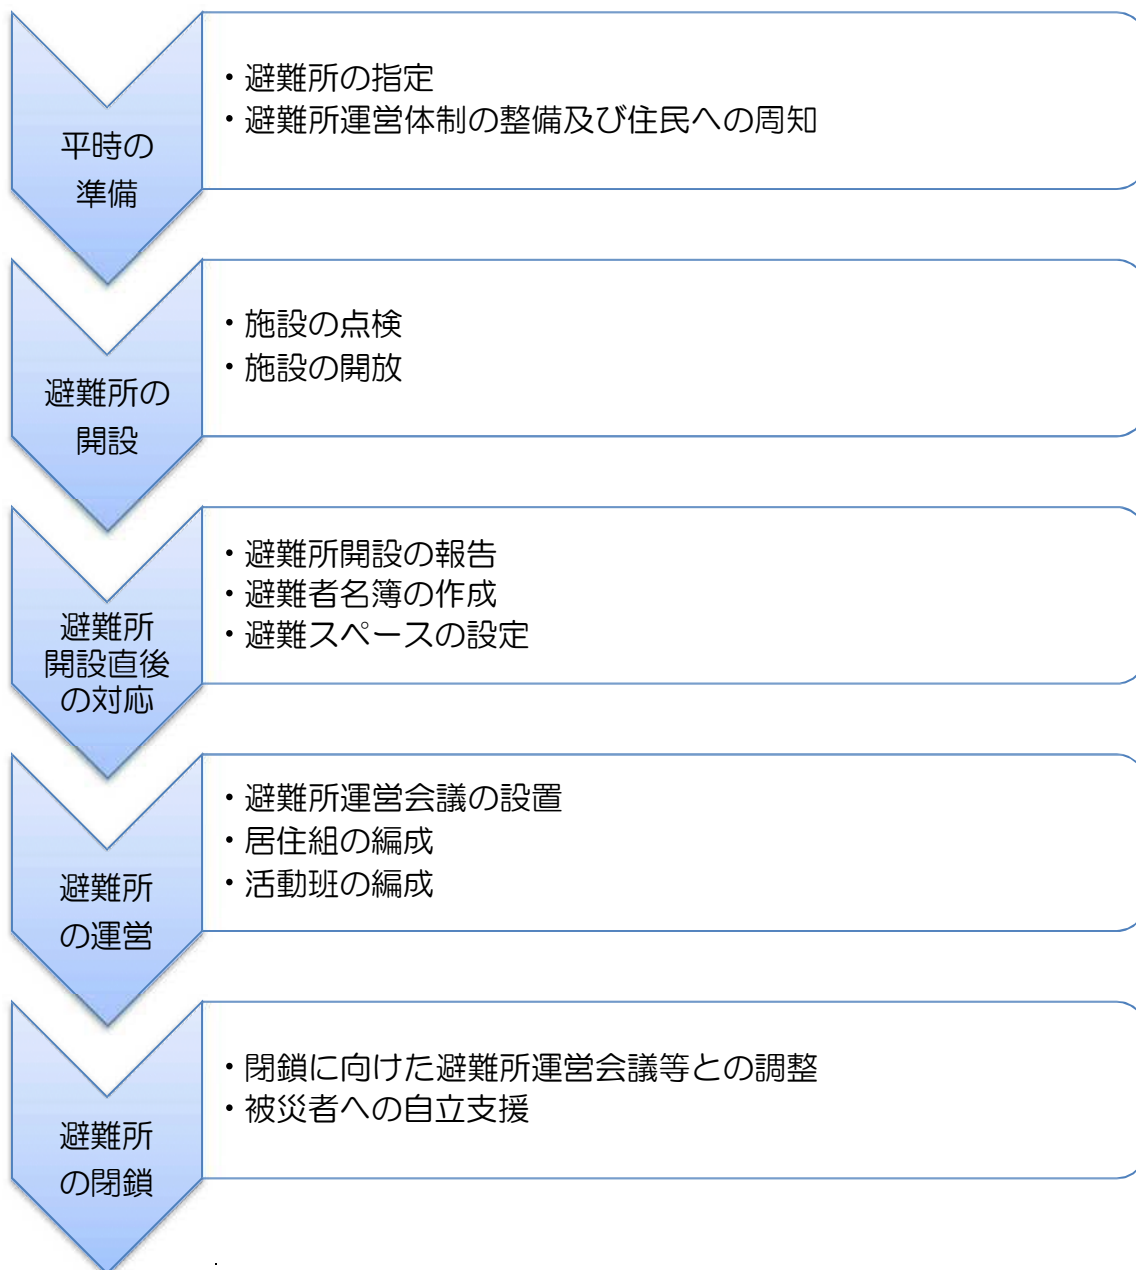 平時の
準備
・避難所の指定
・避難所運営体制の整備及び住民への周知
避難所の
開設
・施設の点検
・施設の開放
避難所
開設直後
の対応
・避難所開設の報告
・避難者名簿の作成
・避難スペースの設定
避難所
の運営
・避難所運営会議の設置
・居住組の編成
・活動班の編成
避難所
の閉鎖
・閉鎖に向けた避難所運営会議等との調整
・被災者への自立支援